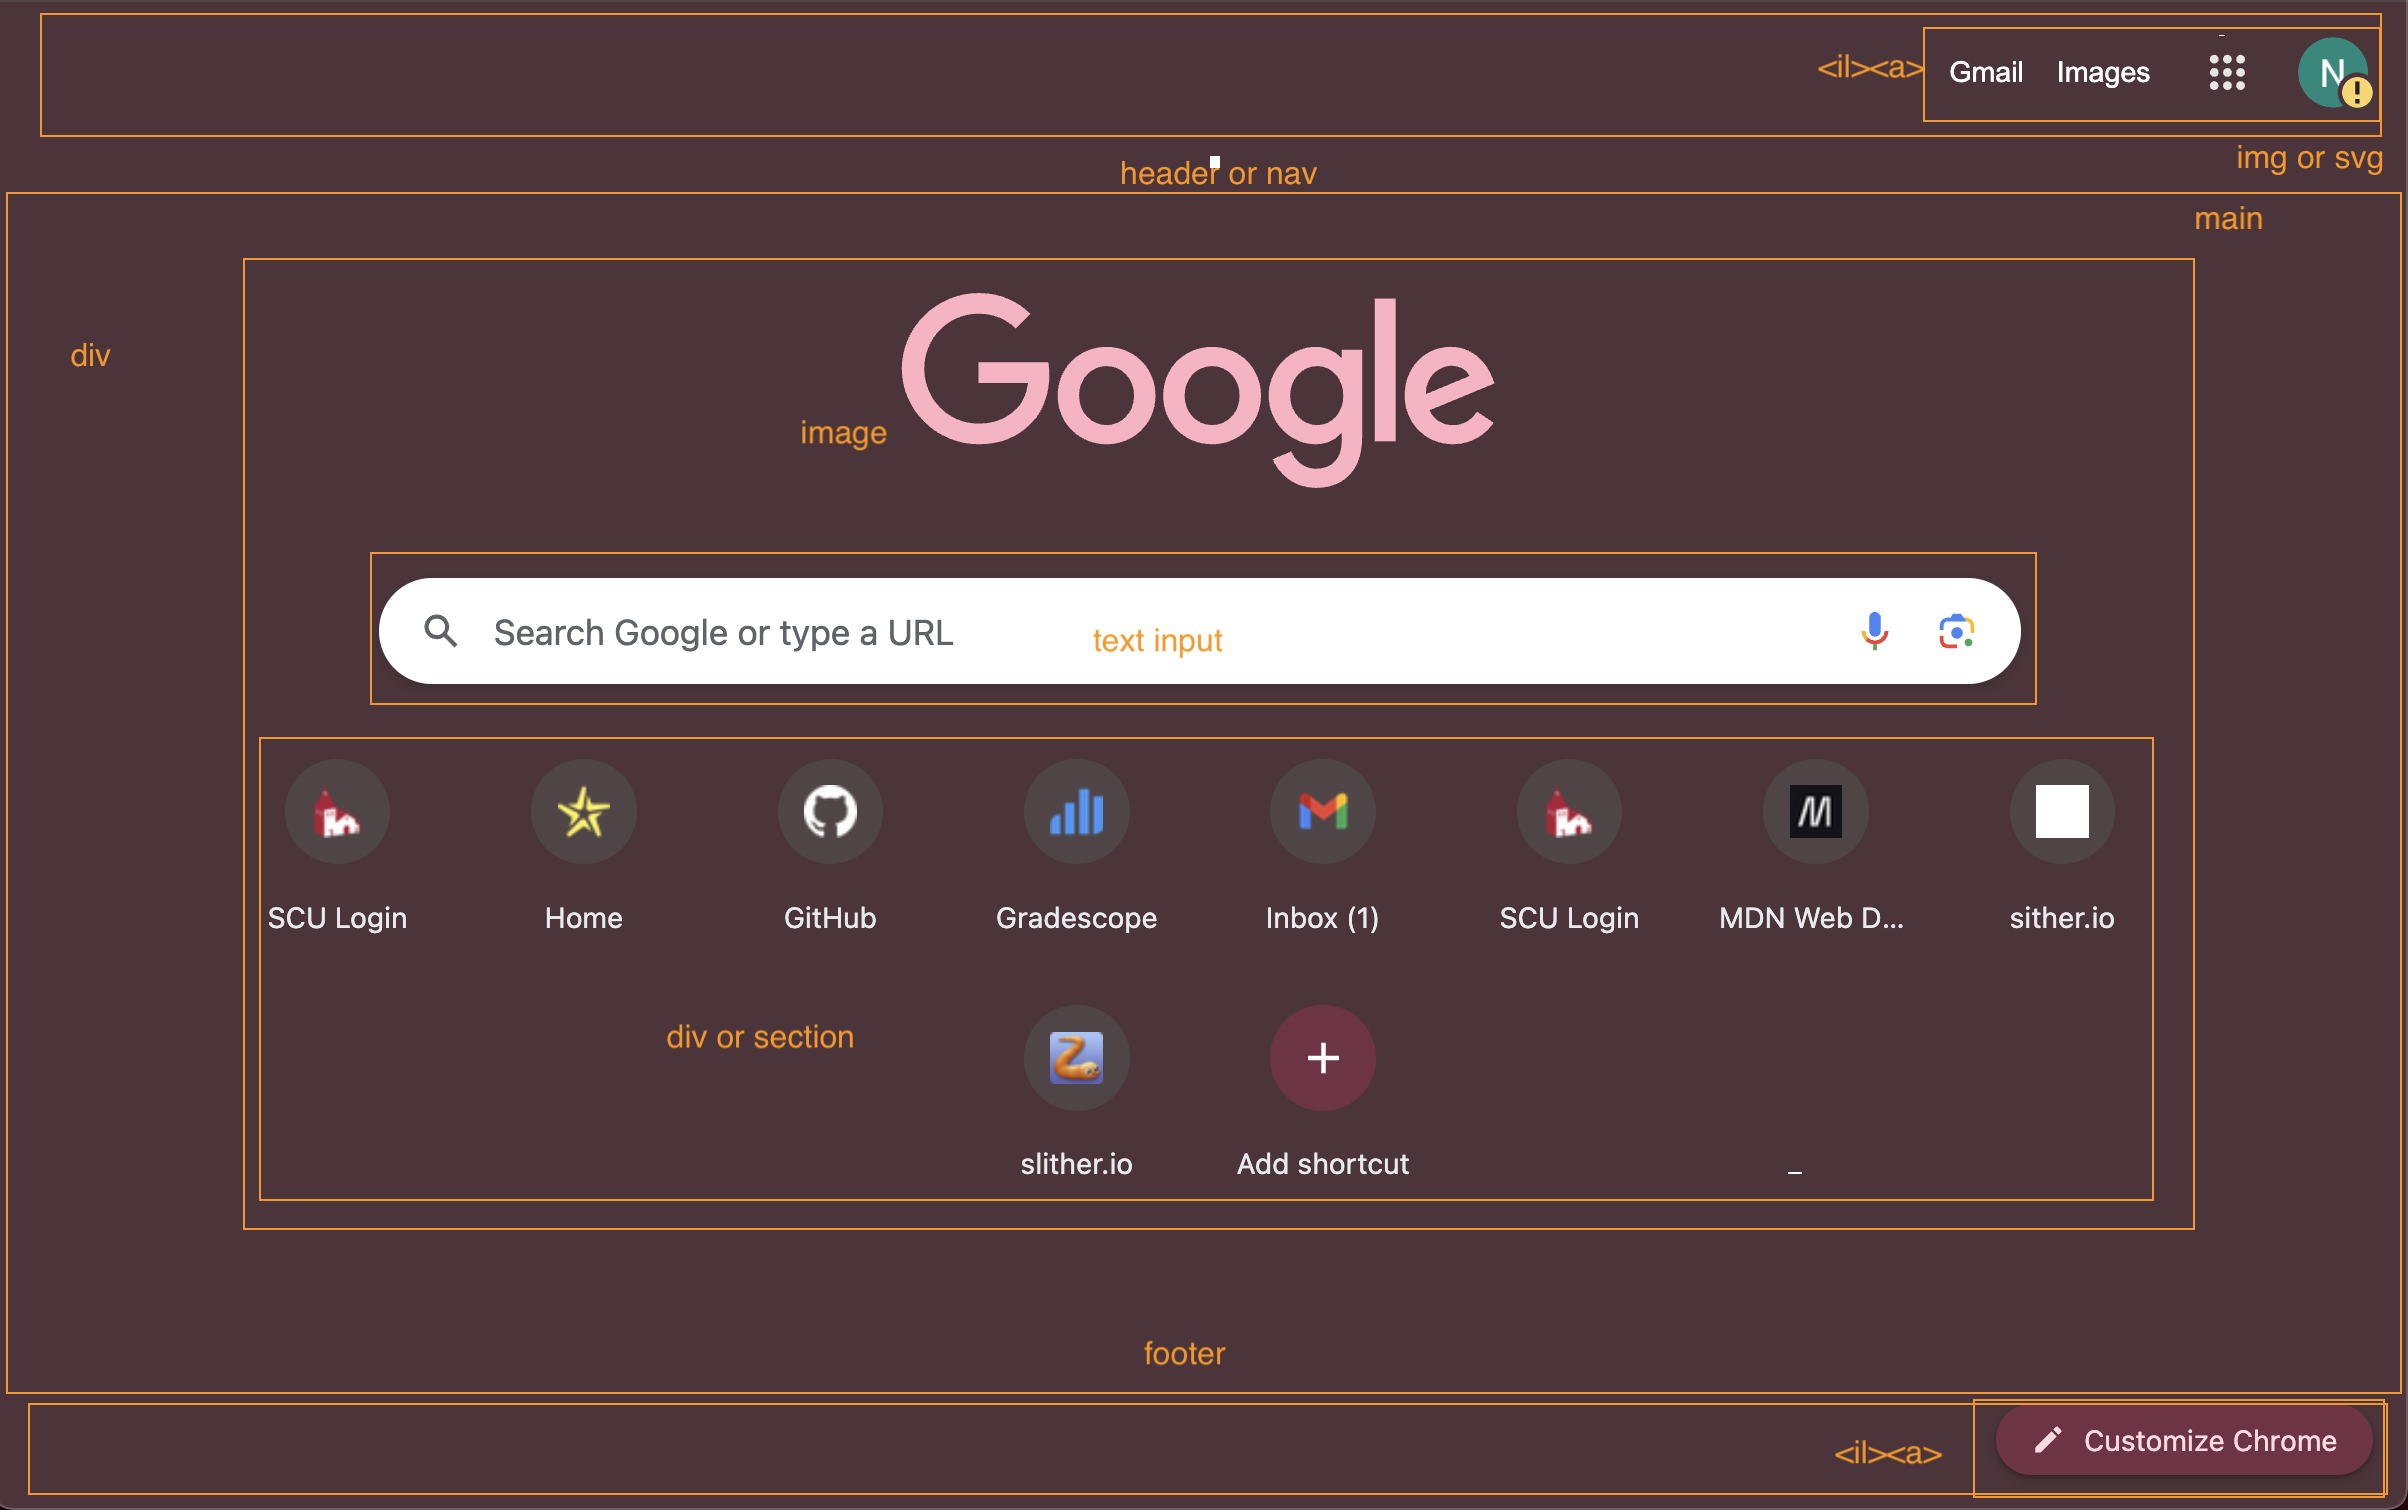 <il><a> Gmail Images N
header or nav
img or svg
main
div
Google
image
Search Google or type a URL
text input
SCU Login Home GitHub Gradescope Inbox (1) SCU Login MDN Web D... sither.io
div or section
slither.io Add shortcut
footer
<il><a> Customize Chrome